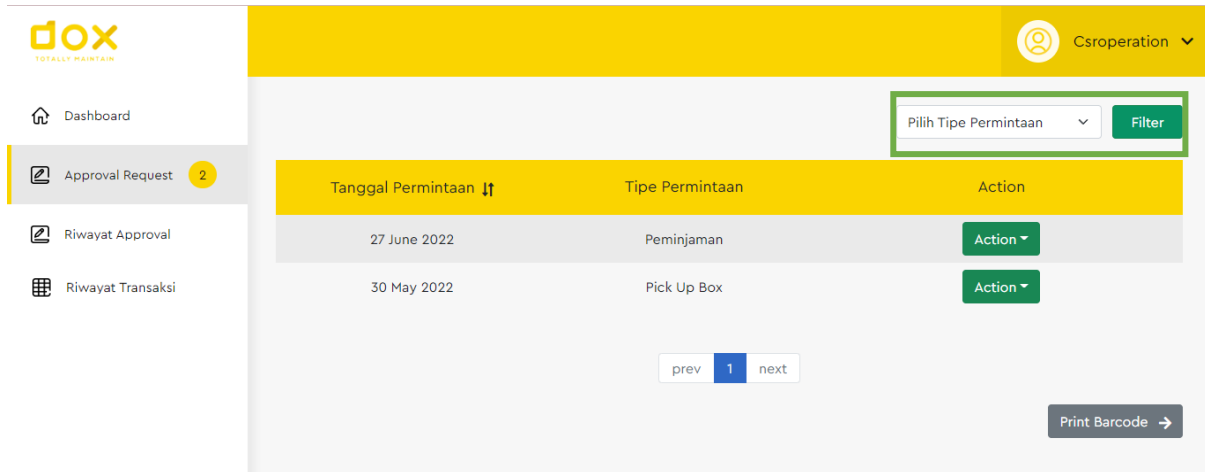 dox
TOTALLY MAINTAIN
Csroperation
Dashboard
Approval Request 2
Riwayat Approval
Riwayat Transaksi
Pilih Tipe Permintaan Filter
Tanggal Permintaan Tipe Permintaan Action
27 June 2022 Peminjaman Action
30 May 2022 Pick Up Box Action
prev 1 next
Print Barcode